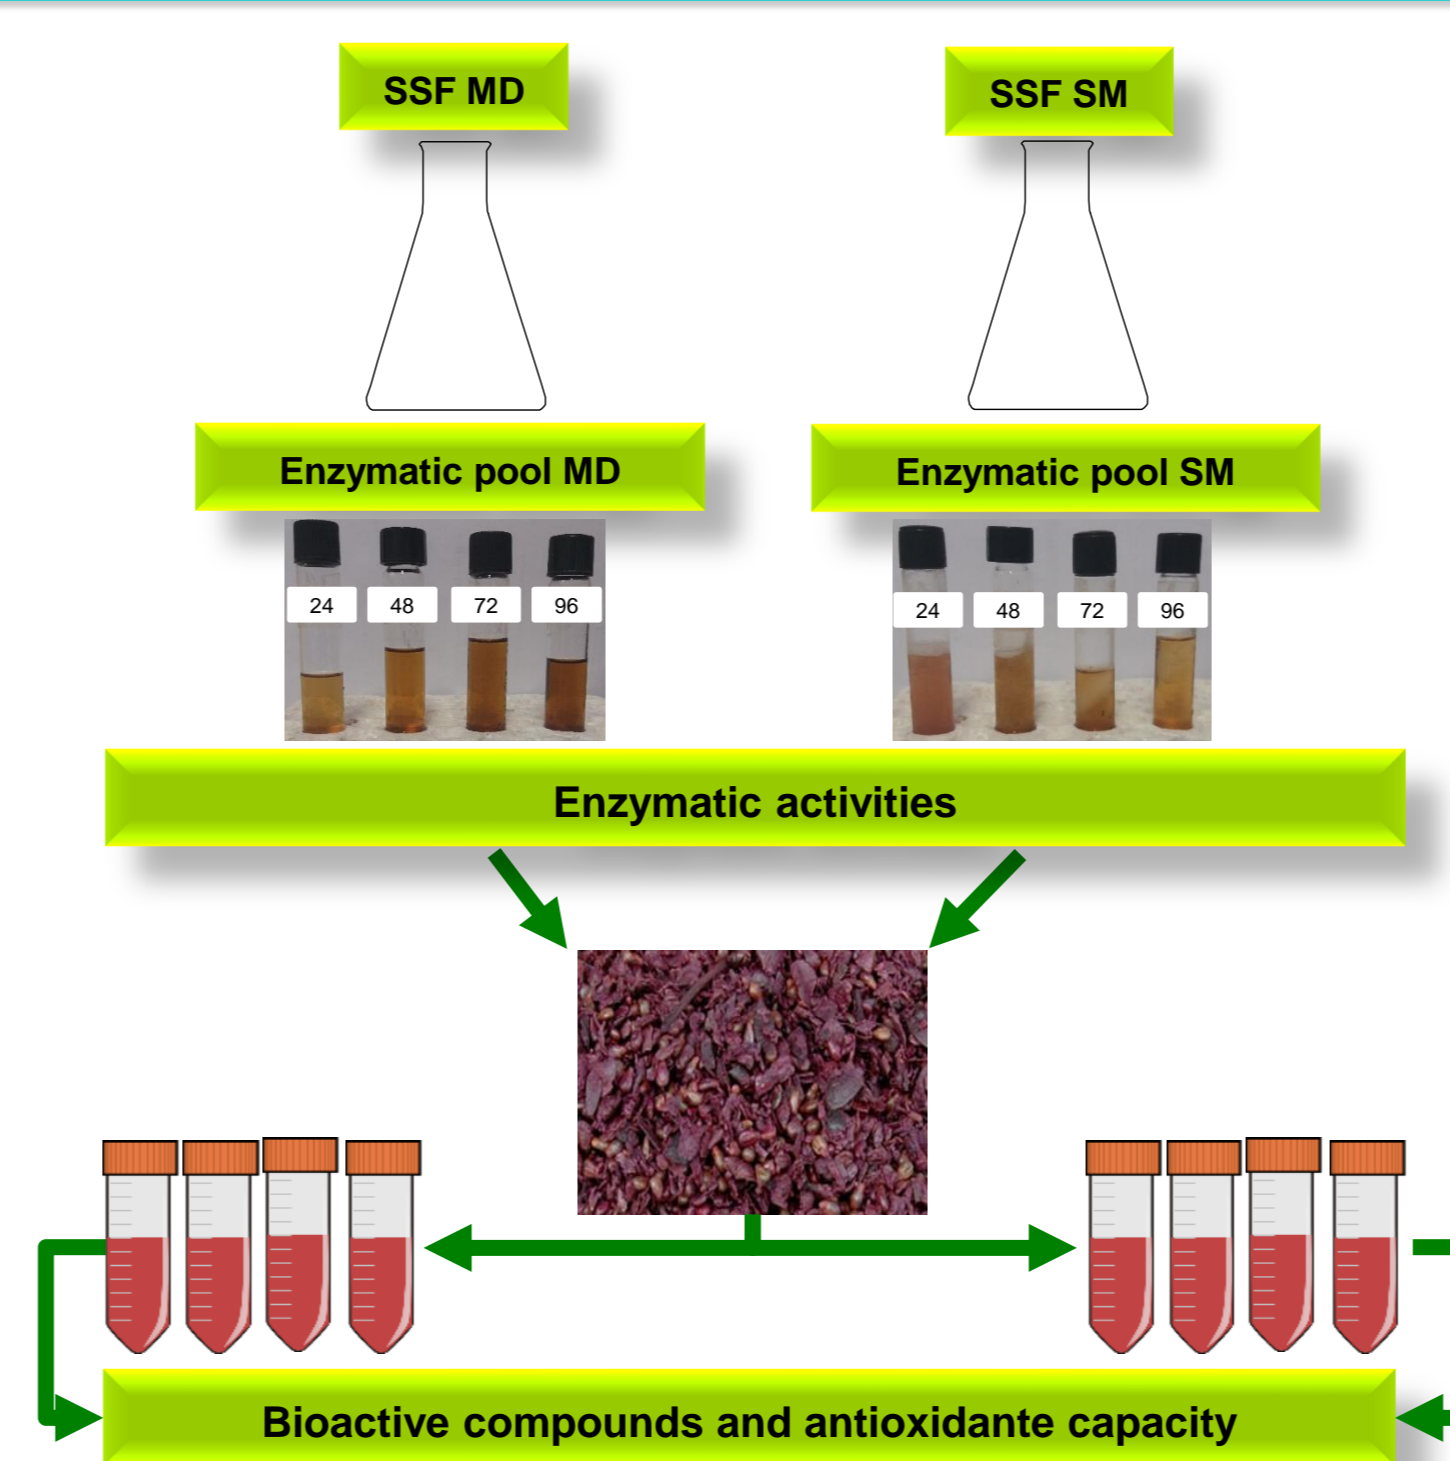 SSF MD
SSF SM
Enzymatic pool MD
Enzymatic pool SM
24 48 72 96
24 48 72 96
Enzymatic activities
Bioactive compounds and antioxidante capacity